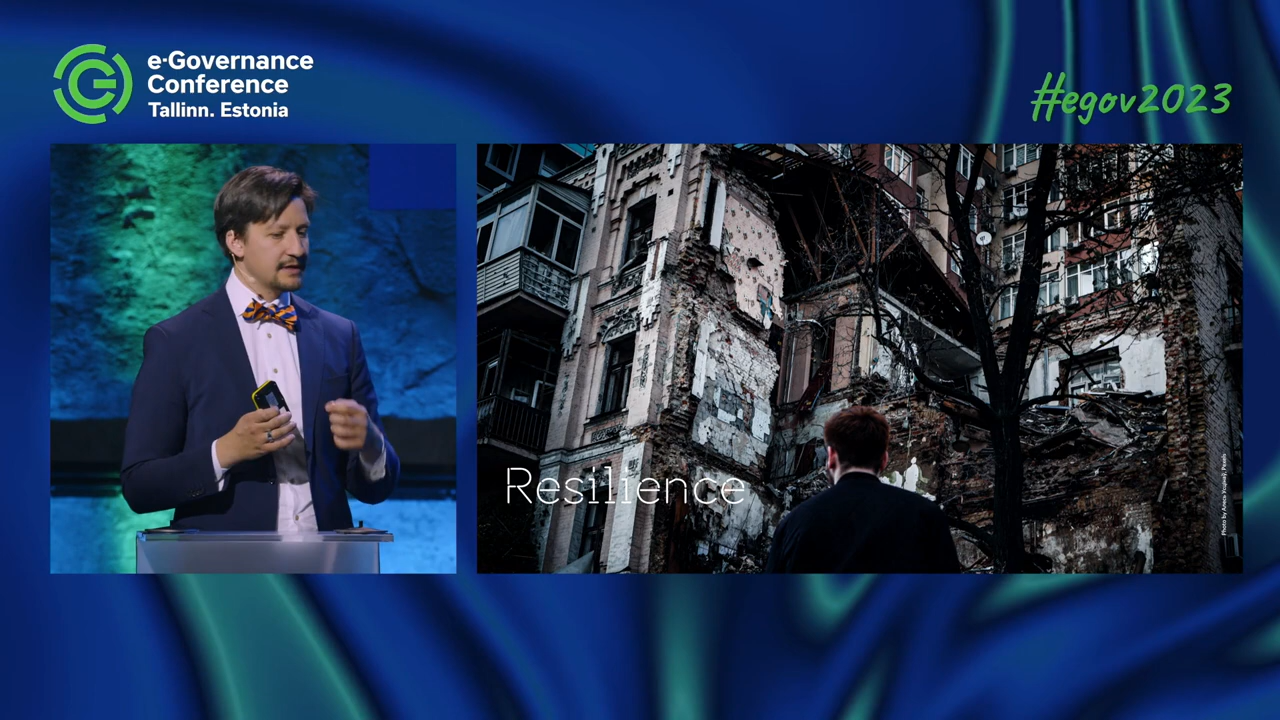 e-Governance
Conference
Tallinn. Estonia
#egov2023
Resilience